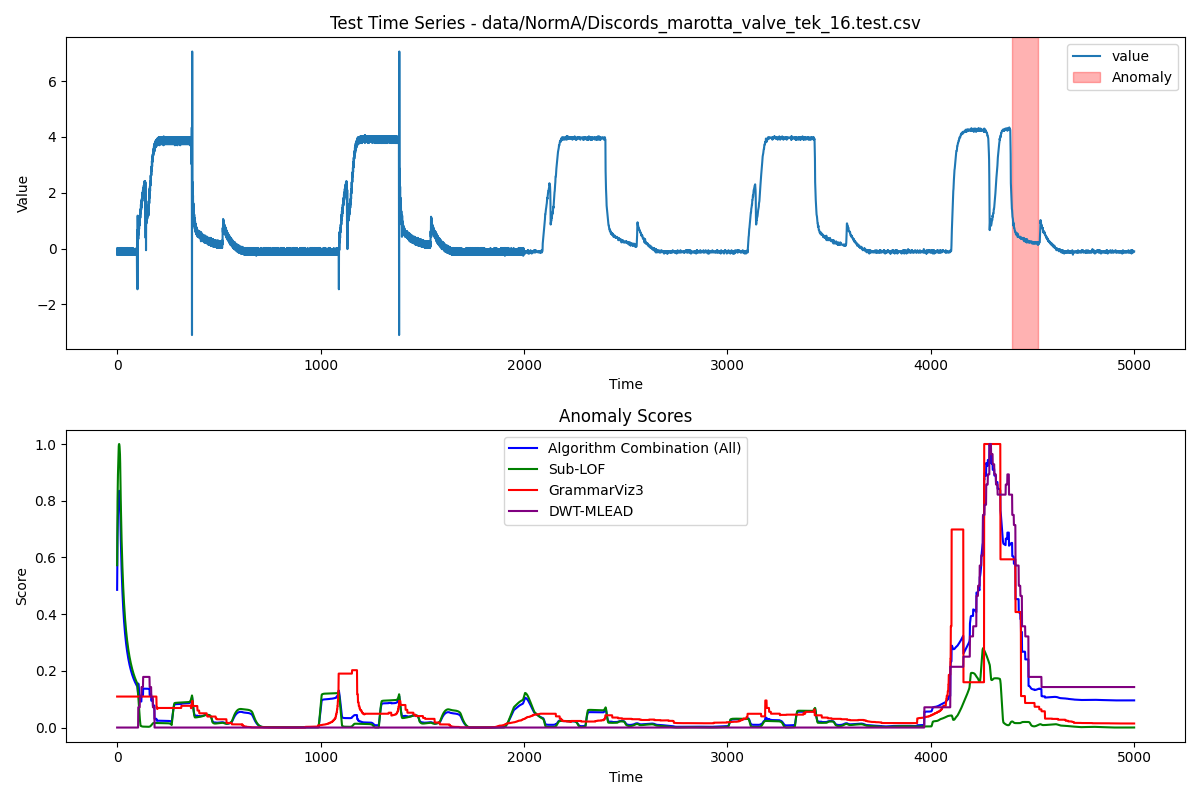 Test Time Series - data/NormA/Discords_marotta_valve_tek_16.test.csv
value
Anomaly
6
4
2
0
−2
Value
0 1000 2000 3000 4000 5000
Time
Anomaly Scores
Algorithm Combination (All)
Sub-LOF
GrammarViz3
DWT-MLEAD
1.0
0.8
0.6
0.4
0.2
0.0
Score
0 1000 2000 3000 4000 5000
Time